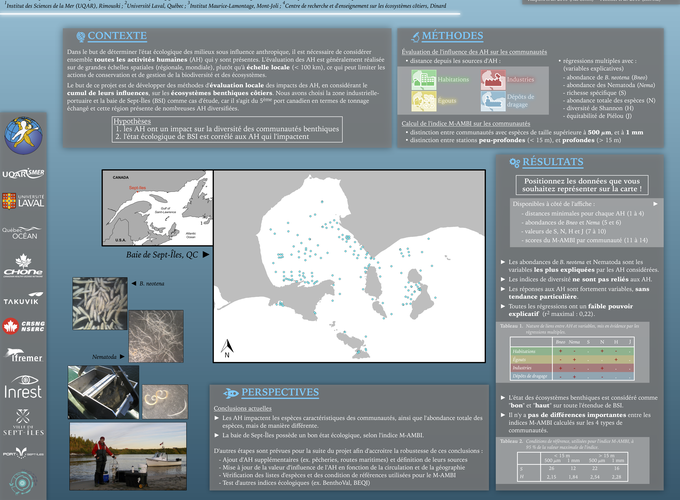 ¹Institut des Sciences de la Mer (UQAR), Rimouski ; ²Université Laval, Québec ; ³Institut Maurice-Lamontagne, Mont-Joli ; ⁴Centre de recherche et d'enseignement sur les écosystèmes côtiers, Disland
CONTEXTE
Dans le but de déterminer l'état écologique des milieux sous influence anthropique, il est nécessaire de considérer
ensemble toutes les activités humaines (AH) qui y sont présentes. L'évaluation des AH est généralement réalisée
sur de grandes échelles spatiales (régionale, mondiale), plutôt qu'à échelle locale (< 100 km), ce qui peut limiter les
actions de conservation et de gestion de la biodiversité et des écosystèmes.
Le but de ce projet est de développer des méthodes d'évaluation locale des impacts des AH, en considérant le
cumul de leurs influences, sur les écosystèmes benthiques côtiers. Nous avons choisi la zone industrielle-
portuaire et la baie de Sept-Îles (BSI) comme cas d'étude, car il s'agit du 5ème port canadien en termes de tonnage
échangé et cette région présente de nombreuses AH diversifiées.
Hypothèses
1. les AH ont un impact sur la diversité des communautés benthiques
2. l'état écologique de BSI est corrélé aux AH qui l'impactent
MÉTHODES
Évaluation de l'influence des AH sur les communautés
• distance depuis les sources d'AH :
Habitations
Industries
Égouts
Dépôts de
dragage
• régressions multiples avec :
(variables explicatives)
- abondance de B. neotena (Bneo)
- abondance des Nematoda (Nema)
- richesse spécifique (S)
- abondance totale des espèces (N)
- diversité de Shannon (H)
- équitabilité de Piélou (J)
Calcul de l'indice M-AMBI sur les communautés
• distinction entre communautés avec espèces de taille supérieure à 500 µm, et à 1 mm
• distinction entre stations peu-profondes (< 15 m), et profondes (> 15 m)
RÉSULTATS
Positionnez les données que vous
souhaitez représenter sur la carte !
Disponibles à côté de l'affiche :
- distances minimales pour chaque AH (1 à 4)
- abondances de Bneo et Nema (5 et 6)
- valeurs de S, N, H et J (7 à 10)
- scores du M-AMBI par communauté (11 à 14)
► Les abondances de B. neotena et Nematoda sont les
variables les plus expliquées par les AH considérées.
► Les indices de diversité ne sont pas reliés aux AH.
► Les réponses aux AH sont fortement variables, sans
tendance particulière.
► Toutes les régressions ont un faible pouvoir
explicatif (r² maximal : 0,22).
Tableau 1. Nature de liens entre AH et variables, mis en évidence par les
régressions multiples.
Bneo Nema S N H J
Habitations
Égouts
Industries
Dépôts de dragage
► L'état des écosystèmes benthiques est considéré comme
"bon" et "haut" sur toute l'étendue de BSI.
► Il n'y a pas de différences importantes entre les
indices M-AMBI calculés sur les 4 types de
communautés.
< 15 m > 15 m
500 µm 1 mm 500 µm 1 mm
CANADA
Sept-Îles
Gulf of
Saint-Lawrence
U.S.A.
Atlantic
Ocean
Baie de Sept-Îles, QC ►
◄ B. neotena
Nematoda ►
N
PERSPECTIVES
Conclusions actuelles
► Les AH impactent les espèces caractéristiques des communautés, ainsi que l'abondance totale des
espèces, mais de manière différente.
► La baie de Sept-Îles possède un bon état écologique, selon l'indice M-AMBI.
D'autres étapes sont prévues pour la suite du projet afin d'accroitre la robustesse de ces conclusions :
- Ajout d'AH supplémentaires (ex. pêcheries, routes maritimes) et définition de leurs sources
- Mise à jour de la valeur d'influence de l'AH en fonction de la circulation et de la géographie
- Vérification des listes d'espèces et des condition de références utilisées pour le M-AMBI
- Test d'autres indices écologiques (ex. BenthoVal, BEQI)
UQAR ISMER
UNIVERSITÉ
LAVAL
Québec
OCEAN
CHONe
TAKUVIK
CRSNG
NSERC
Ifremer
Inrest
VILLE DE
SEPT-ÎLES
PORT SEPT-ÎLES